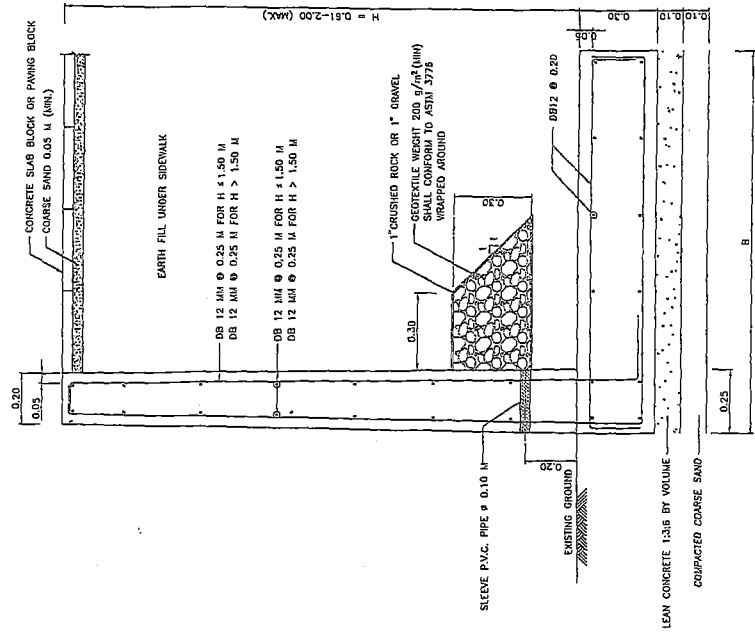 CONCRETE SLAB BLOCK OR PAVING BLOCK
COARSE SAND 0.05 M (MIN.)
0.20
0.05
EARTH FILL UNDER SIDEWALK
H = 0.61-2.00 (MAX.)
DB 12 MM @ 0.25 M FOR H ≤ 1.50 M
DB 12 MM @ 0.25 M FOR H > 1.50 M
DB 12 MM @ 0.25 M FOR H ≤ 1.50 M
DB 12 MM @ 0.25 M FOR H > 1.50 M
1"CRUSHED ROCK OR 1" GRAVEL
GEOTEXTILE WEIGHT 200 g/m² (MIN)
SHALL CONFORM TO ASTM 3776
WRAPPED AROUND
0.30
0.30
1
1
SLEEVE P.V.C. PIPE ø 0.10 M
0.20
EXISTING GROUND
0.05
0.30
DB12 @ 0.20
0.10
0.10
LEAN CONCRETE 1:3:6 BY VOLUME
0.25
COMPACTED COARSE SAND
B